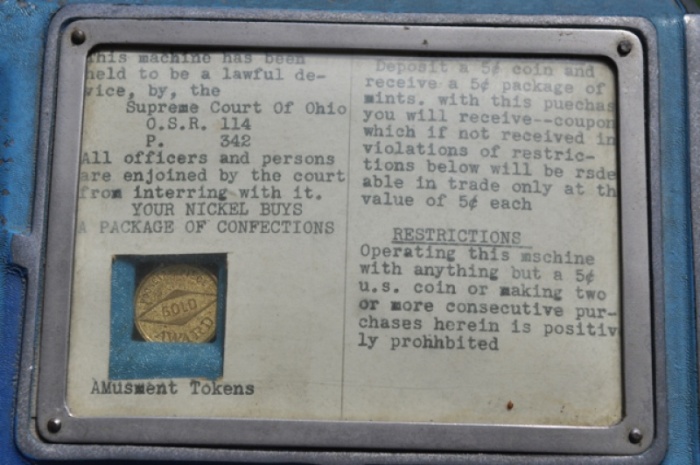 This machine has been
held to be a lawful de-
vice, by, the
Supreme Court Of Ohio
O.S.R. 114
P. 342
All officers and persons
are enjoined by the court
from interring with it.
YOUR NICKEL BUYS
A PACKAGE OF CONFECTIONS
GOLD
AWARD
AMusment Tokens
Deposit a 5¢ coin and
receive a 5¢ package of
mints. with this puechas
you will receive--coupon
which if not received in
violations of restric-
tions below will be rsde
able in trade only at th
value of 5¢ each
RESTRICTIONS
Operating this mschine
with anything but a 5¢
u.s. coin or making two
or more consecutive pur-
chases herein is positiv
ly prohhbited